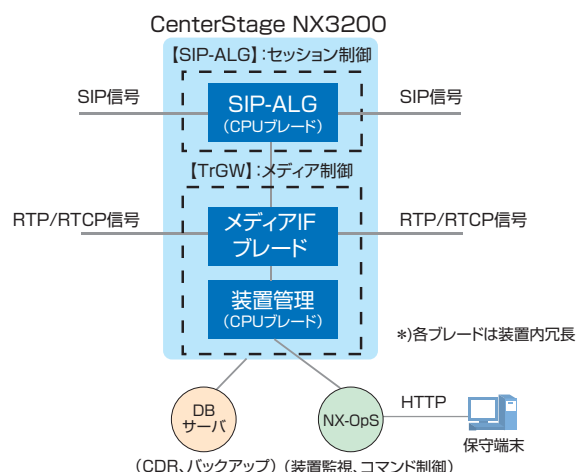 CenterStage NX3200
【SIP-ALG】：セッション制御
SIP信号
SIP-ALG
（CPUブレード）
SIP信号
【TrGW】：メディア制御
RTP/RTCP信号
メディアIF
ブレード
RTP/RTCP信号
装置管理
（CPUブレード）
*)各ブレードは装置内冗長
DB
サーバ
NX-OpS
HTTP
保守端末
（CDR、バックアップ）（装置監視、コマンド制御）